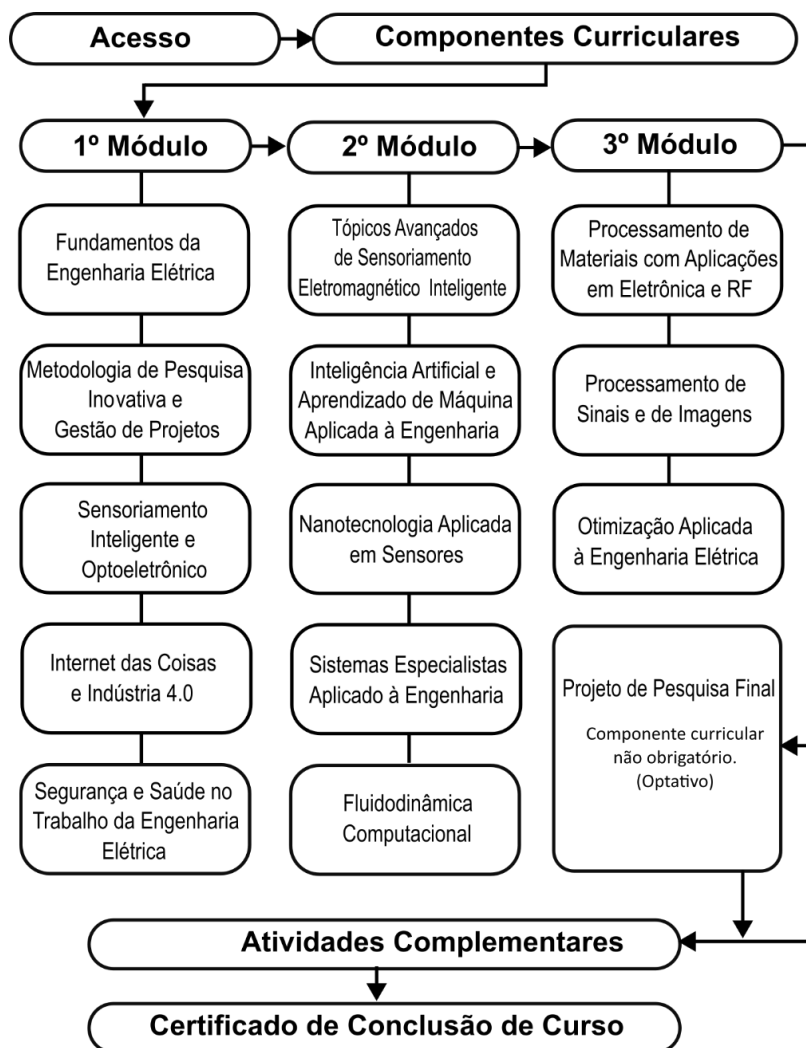 Acesso
Componentes Curriculares
1º Módulo
2º Módulo
3º Módulo
Fundamentos da
Engenharia Elétrica
Metodologia de Pesquisa
Inovativa e
Gestão de Projetos
Sensoriamento
Inteligente e
Optoeletrônico
Internet das Coisas
e Indústria 4.0
Segurança e Saúde no
Trabalho da Engenharia
Elétrica
Tópicos Avançados
de Sensoriamento
Eletromagnético Inteligente
Inteligência Artificial e
Aprendizado de Máquina
Aplicada à Engenharia
Nanotecnologia Aplicada
em Sensores
Sistemas Especialistas
Aplicado à Engenharia
Fluidodinâmica
Computacional
Processamento de
Materiais com Aplicações
em Eletrônica e RF
Processamento de
Sinais e de Imagens
Otimização Aplicada
à Engenharia Elétrica
Projeto de Pesquisa Final
Componente curricular
não obrigatório.
(Optativo)
Atividades Complementares
Certificado de Conclusão de Curso